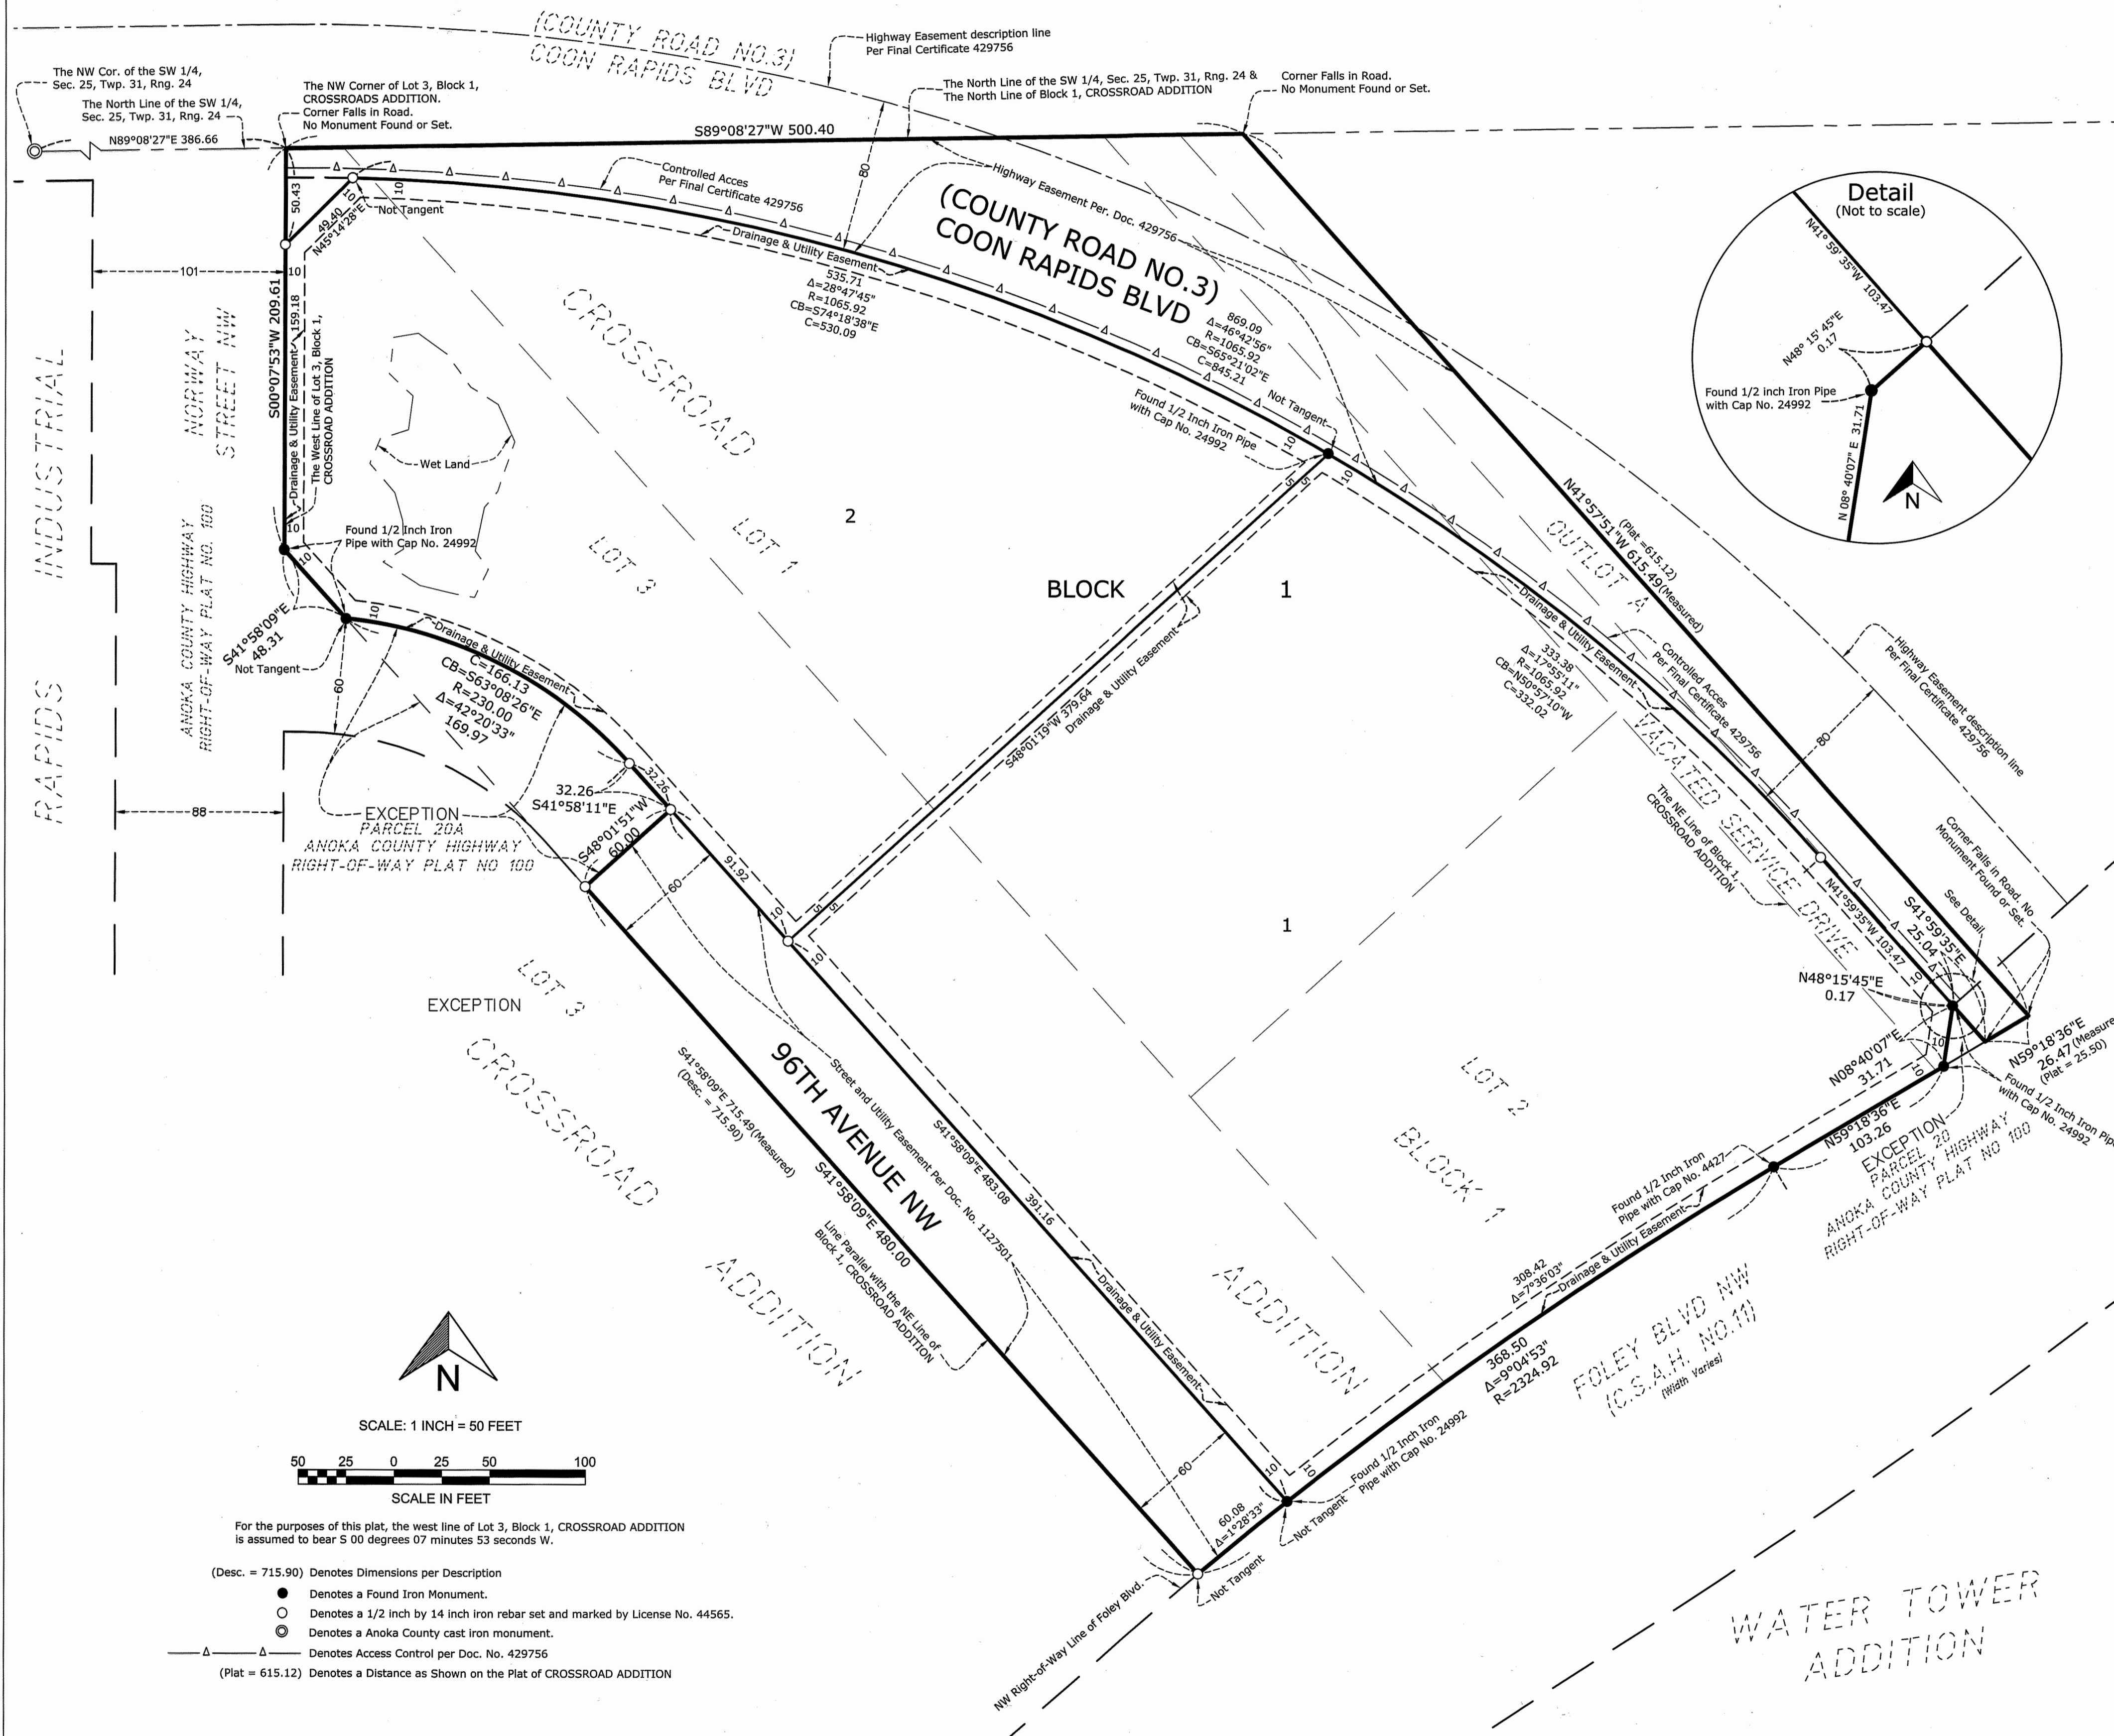 (COUNTY ROAD NO.3)
COON RAPIDS BLVD
Highway Easement description line
Per Final Certificate 429756
The NW Cor. of the SW 1/4,
Sec. 25, Twp. 31, Rng. 24
The North Line of the SW 1/4,
Sec. 25, Twp. 31, Rng. 24
N89°08'27"E 386.66
The NW Corner of Lot 3, Block 1,
CROSSROADS ADDITION.
Corner Falls in Road.
No Monument Found or Set.
The North Line of the SW 1/4, Sec. 25, Twp. 31, Rng. 24 &
The North Line of Block 1, CROSSROAD ADDITION
Corner Falls in Road.
No Monument Found or Set.
S89°08'27"W 500.40
80
Controlled Acces
Per Final Certificate 429756
Highway Easement Per. Doc. 429756
(COUNTY ROAD NO.3)
COON RAPIDS BLVD
50.43
49.40
N45°14'28"E
10
10
Not Tangent
Drainage & Utility Easement
535.71
Δ=28°47'45"
R=1065.92
CB=S74°18'38"E
C=530.09
869.09
Δ=46°42'56"
R=1065.92
CB=S65°21'02"E
C=845.21
Not Tangent
Found 1/2 Inch Iron Pipe
with Cap No. 24992
10
10
5
5
Detail
(Not to scale)
N41° 59' 35"W 103.47
N48° 15' 45"E
0.17
Found 1/2 inch Iron Pipe
with Cap No. 24992
N 08° 40'07" E 31.71
N
101
10
S00°07'53"W 209.61
159.18
Drainage & Utility Easement
The West Line of Lot 3, Block 1,
CROSSROAD ADDITION
10
NORWAY
STREET NW
RAPIDS INDUSTRIAL
ANOKA COUNTY HIGHWAY
RIGHT-OF-WAY PLAT NO. 100
Wet Land
Found 1/2 Inch Iron
Pipe with Cap No. 24992
CROSSROAD
LOT 3
LOT 1
2
BLOCK
1
OUTLOT A
N41°57'51"W 615.49(Measured)
(Plat =615.12)
10
10
S41°58'09"E
48.31
Not Tangent
60
Drainage & Utility Easement
C=166.13
CB=S63°08'26"E
R=230.00
Δ=42°20'33"
169.97
88
EXCEPTION
PARCEL 20A
ANOKA COUNTY HIGHWAY
RIGHT-OF-WAY PLAT NO 100
32.26
32.26
S41°58'11"E
S48°01'51"W
60.00
60
91.92
S48°01'19"W 379.64
Drainage & Utility Easement
10
5
5
10
333.38
Δ=17°55'11"
R=1065.92
CB=N50°57'10"W
C=332.02
Drainage & Utility Easement
Controlled Acces
Per Final Certificate 429756
80
Highway Easement description line
Per Final Certificate 429756
VACATED SERVICE DRIVE
The NE Line of Block 1,
CROSSROAD ADDITION
Corner Falls in Road. No
Monument Found or Set.
See Detail
N41°59'35"W 103.47
S41°59'35"E
25.04
10
N48°15'45"E
0.17
10
10
N08°40'07"E
31.71
N59°18'36"E
26.47 (Measure
(Plat = 25.50)
Found 1/2 Inch Iron Pip
with Cap No. 24992
N59°18'36"E
103.26
EXCEPTION
PARCEL 20
ANOKA COUNTY HIGHWAY
RIGHT-OF-WAY PLAT NO 100
EXCEPTION
LOT 3
CROSSROAD
ADDITION
1
LOT 2
BLOCK 1
ADDITION
96TH AVENUE NW
Street and Utility Easement Per Doc. No. 1127501
S41°58'09"E 715.49 (Measured)
(Desc. = 715.90)
S41°58'09"E 480.00
Line Parallel with the NE Line of
Block 1, CROSSROAD ADDITION
S41°58'09"E 483.08
391.16
Drainage & Utility Easement
60
10
10
Found 1/2 Inch Iron
Pipe with Cap No. 4427
308.42
Δ=7°36'03"
Drainage & Utility Easement
368.50
Δ=9°04'53"
R=2324.92
FOLEY BLVD NW
(C.S.A.H. NO.11)
(Width Varies)
Found 1/2 Inch Iron
Pipe with Cap No. 24992
Not Tangent
60.08
Δ=1°28'33"
Not Tangent
NW Right-of-Way Line of Foley Blvd.
WATER TOWER
ADDITION
N
SCALE: 1 INCH = 50 FEET
50 25 0 25 50 100
SCALE IN FEET
For the purposes of this plat, the west line of Lot 3, Block 1, CROSSROAD ADDITION
is assumed to bear S 00 degrees 07 minutes 53 seconds W.
(Desc. = 715.90) Denotes Dimensions per Description
Denotes a Found Iron Monument.
Denotes a 1/2 inch by 14 inch iron rebar set and marked by License No. 44565.
Denotes a Anoka County cast iron monument.
Denotes Access Control per Doc. No. 429756
(Plat = 615.12) Denotes a Distance as Shown on the Plat of CROSSROAD ADDITION